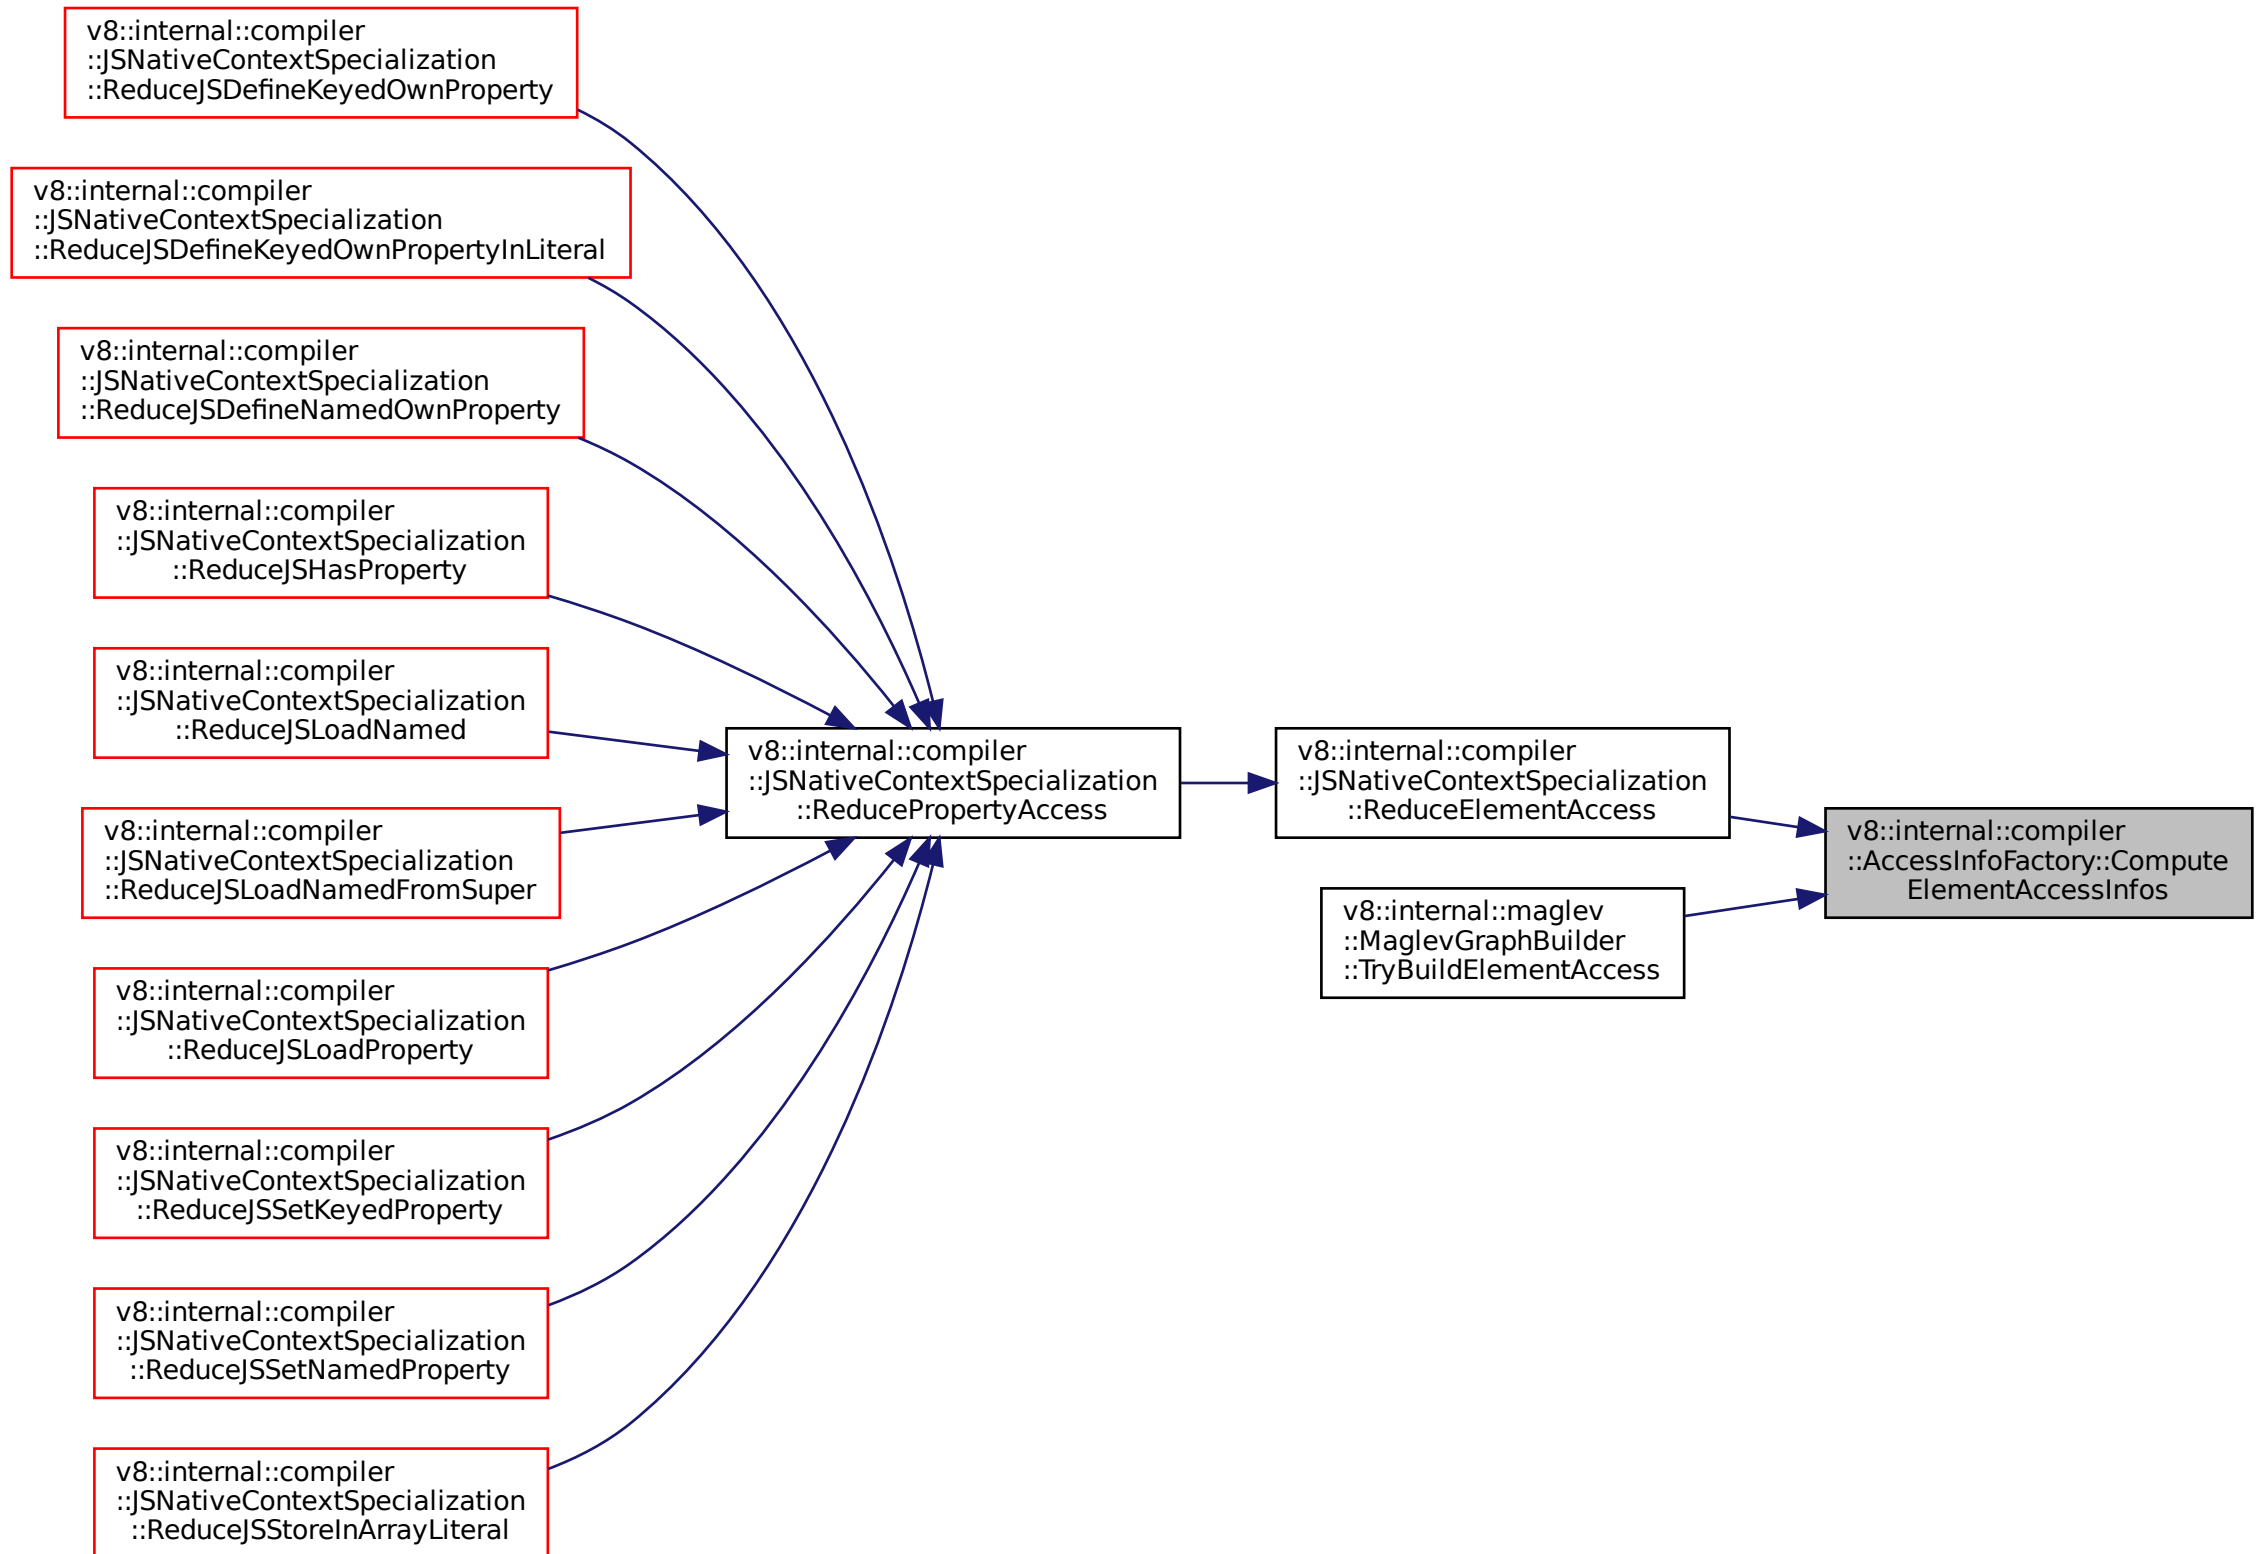 v8::internal::compiler
::JSNativeContextSpecialization
::ReduceJSDefineKeyedOwnProperty
v8::internal::compiler
::JSNativeContextSpecialization
::ReduceJSDefineKeyedOwnPropertyInLiteral
v8::internal::compiler
::JSNativeContextSpecialization
::ReduceJSDefineNamedOwnProperty
v8::internal::compiler
::JSNativeContextSpecialization
::ReduceJSHasProperty
v8::internal::compiler
::JSNativeContextSpecialization
::ReduceJSLoadNamed
v8::internal::compiler
::JSNativeContextSpecialization
::ReduceJSLoadNamedFromSuper
v8::internal::compiler
::JSNativeContextSpecialization
::ReduceJSLoadProperty
v8::internal::compiler
::JSNativeContextSpecialization
::ReduceJSSetKeyedProperty
v8::internal::compiler
::JSNativeContextSpecialization
::ReduceJSSetNamedProperty
v8::internal::compiler
::JSNativeContextSpecialization
::ReduceJSStoreInArrayLiteral
v8::internal::compiler
::JSNativeContextSpecialization
::ReducePropertyAccess
v8::internal::compiler
::JSNativeContextSpecialization
::ReduceElementAccess
v8::internal::maglev
::MaglevGraphBuilder
::TryBuildElementAccess
v8::internal::compiler
::AccessInfoFactory::Compute
ElementAccessInfos